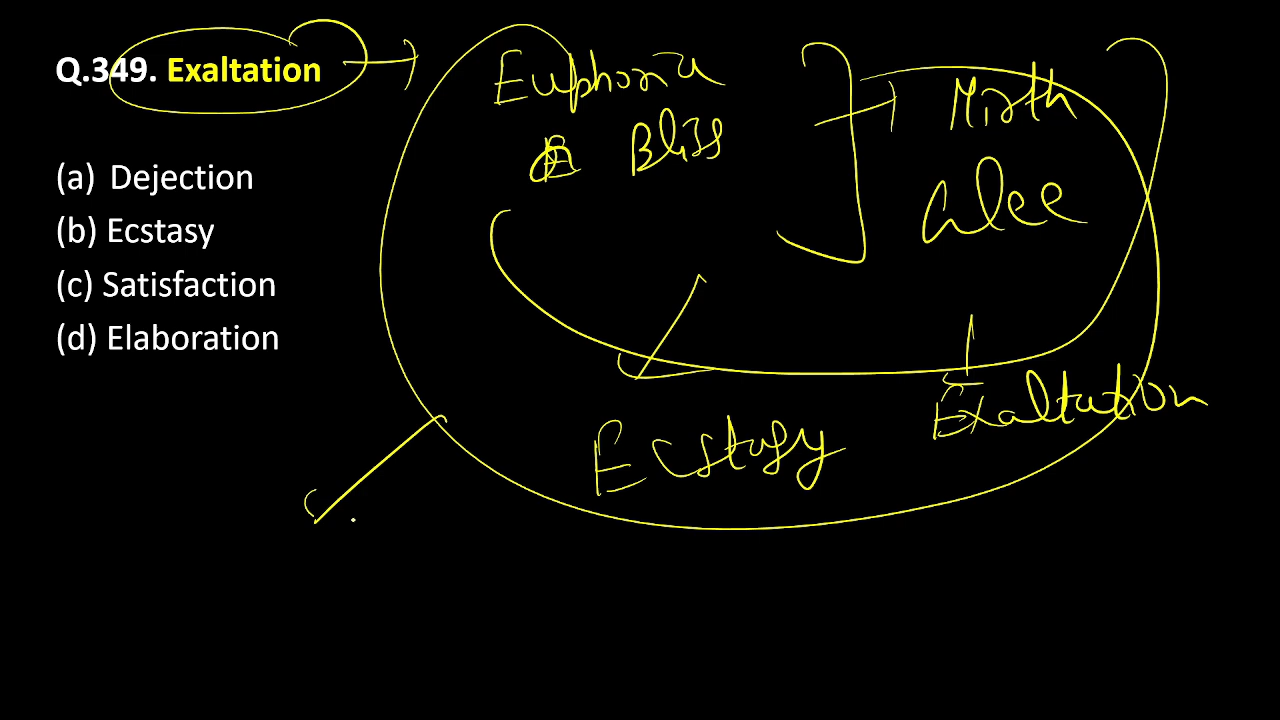 Q.349. Exaltation
(a) Dejection
(b) Ecstasy
(c) Satisfaction
(d) Elaboration
Euphoria
Bliss
Mirth
Glee
Exaltation
Ecstasy